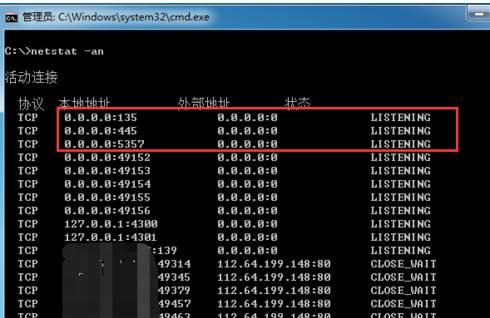 管理员: C:\Windows\system32\cmd.exe
C:\>netstat -an
活动连接
协议 本地地址 外部地址 状态
TCP 0.0.0.0:135 0.0.0.0:0 LISTENING
TCP 0.0.0.0:445 0.0.0.0:0 LISTENING
TCP 0.0.0.0:5357 0.0.0.0:0 LISTENING
TCP 0.0.0.0:49152 0.0.0.0:0 LISTENING
TCP 0.0.0.0:49153 0.0.0.0:0 LISTENING
TCP 0.0.0.0:49154 0.0.0.0:0 LISTENING
TCP 0.0.0.0:49155 0.0.0.0:0 LISTENING
TCP 0.0.0.0:49156 0.0.0.0:0 LISTENING
TCP 127.0.0.1:4300 0.0.0.0:0 LISTENING
TCP 127.0.0.1:4301 0.0.0.0:0 LISTENING
TCP :139 0.0.0.0:0 LISTENING
TCP 49314 112.64.199.148:80 CLOSE_WAIT
TCP 49345 112.64.199.148:80 CLOSE_WAIT
TCP 49379 112.64.199.148:80 CLOSE_WAIT
TCP 49457 112.64.199.148:80 CLOSE_WAIT
TCP 49463 112.64.199.148:80 CLOSE_WAIT